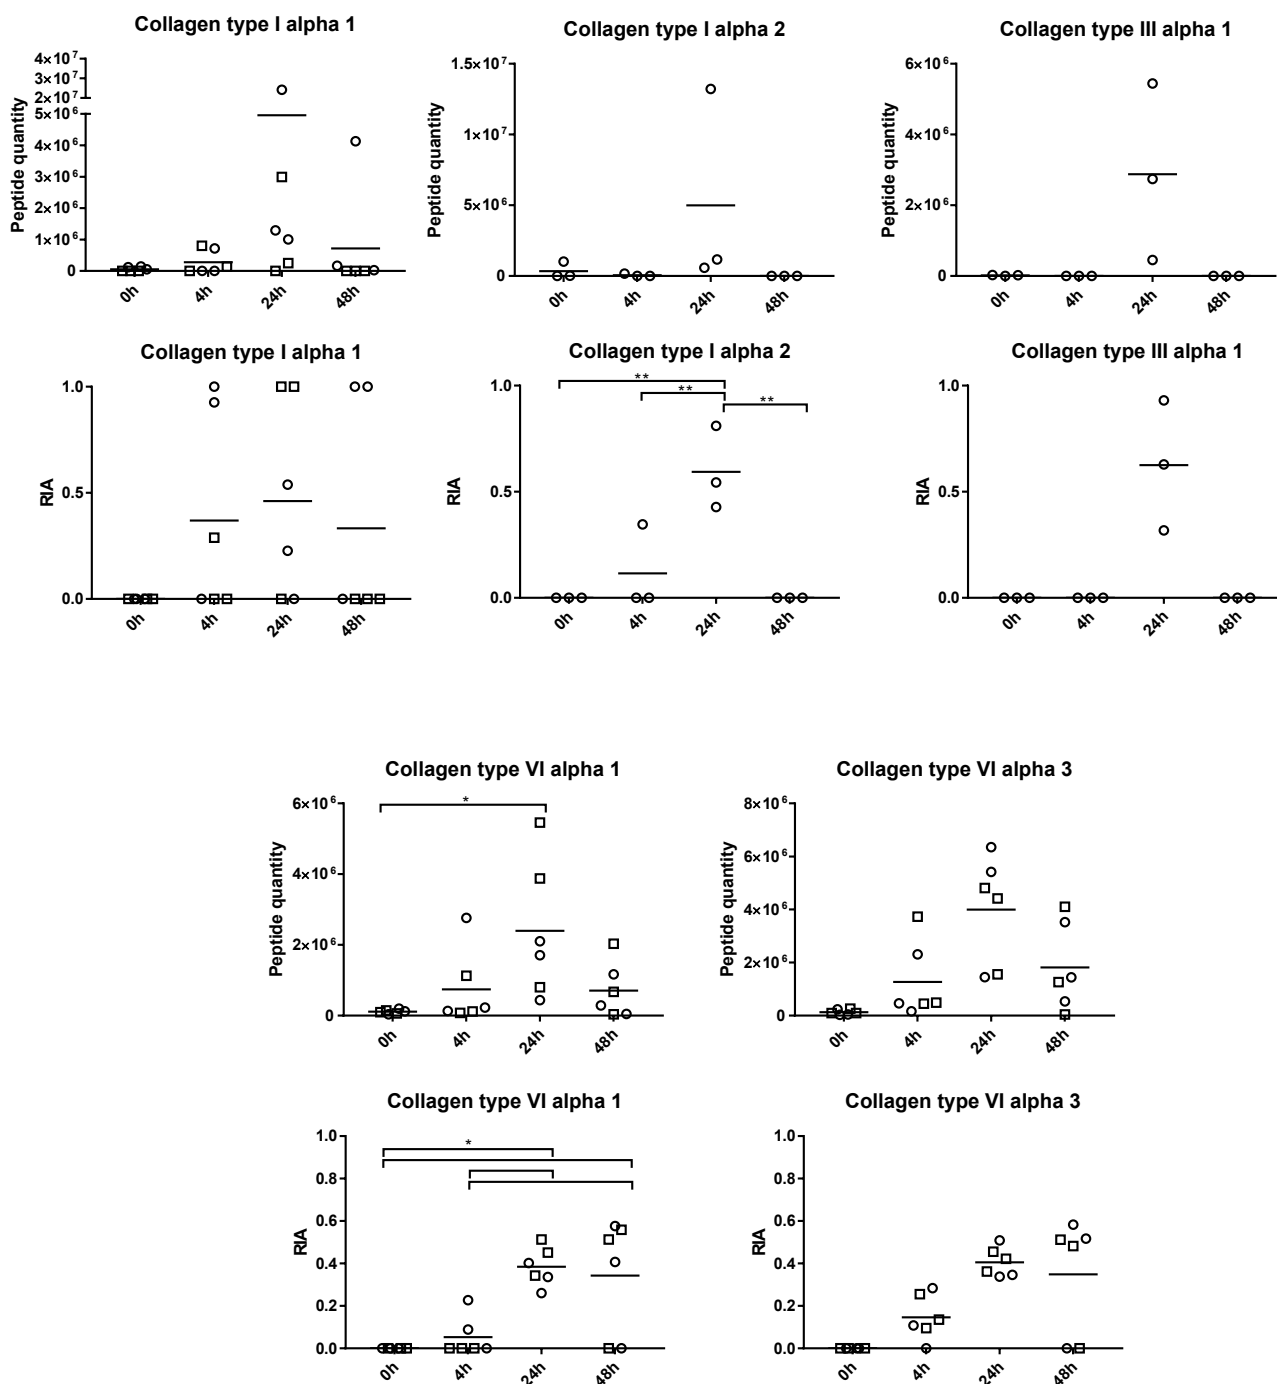 Collagen type I alpha 1
Collagen type I alpha 2
Collagen type III alpha 1
Peptide quantity
4×10⁷
3×10⁷
2×10⁷
5×10⁶
4×10⁶
3×10⁶
2×10⁶
1×10⁶
0
0h
4h
24h
48h
Peptide quantity
1.5×10⁷
1×10⁷
5×10⁶
0
0h
4h
24h
48h
Peptide quantity
6×10⁶
4×10⁶
2×10⁶
0
0h
4h
24h
48h
Collagen type I alpha 1
Collagen type I alpha 2
Collagen type III alpha 1
RIA
1.0
0.5
0.0
0h
4h
24h
48h
RIA
1.0
0.5
0.0
**
**
**
0h
4h
24h
48h
RIA
1.0
0.5
0.0
0h
4h
24h
48h
Collagen type VI alpha 1
Collagen type VI alpha 3
Peptide quantity
6×10⁶
4×10⁶
2×10⁶
0
*
0h
4h
24h
48h
Peptide quantity
8×10⁶
6×10⁶
4×10⁶
2×10⁶
0
0h
4h
24h
48h
Collagen type VI alpha 1
Collagen type VI alpha 3
RIA
1.0
0.8
0.6
0.4
0.2
0.0
*
0h
4h
24h
48h
RIA
1.0
0.8
0.6
0.4
0.2
0.0
0h
4h
24h
48h